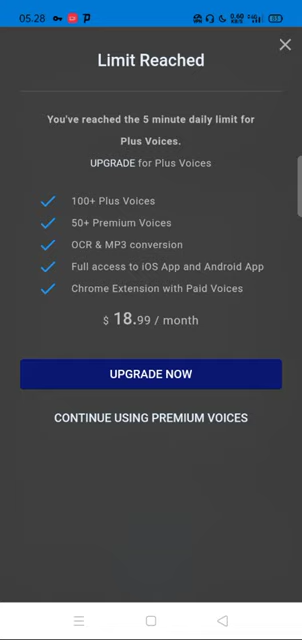 05.28
Limit Reached
You've reached the 5 minute daily limit for
Plus Voices.
UPGRADE for Plus Voices
100+ Plus Voices
50+ Premium Voices
OCR & MP3 conversion
Full access to iOS App and Android App
Chrome Extension with Paid Voices
$ 18.99 / month
UPGRADE NOW
CONTINUE USING PREMIUM VOICES